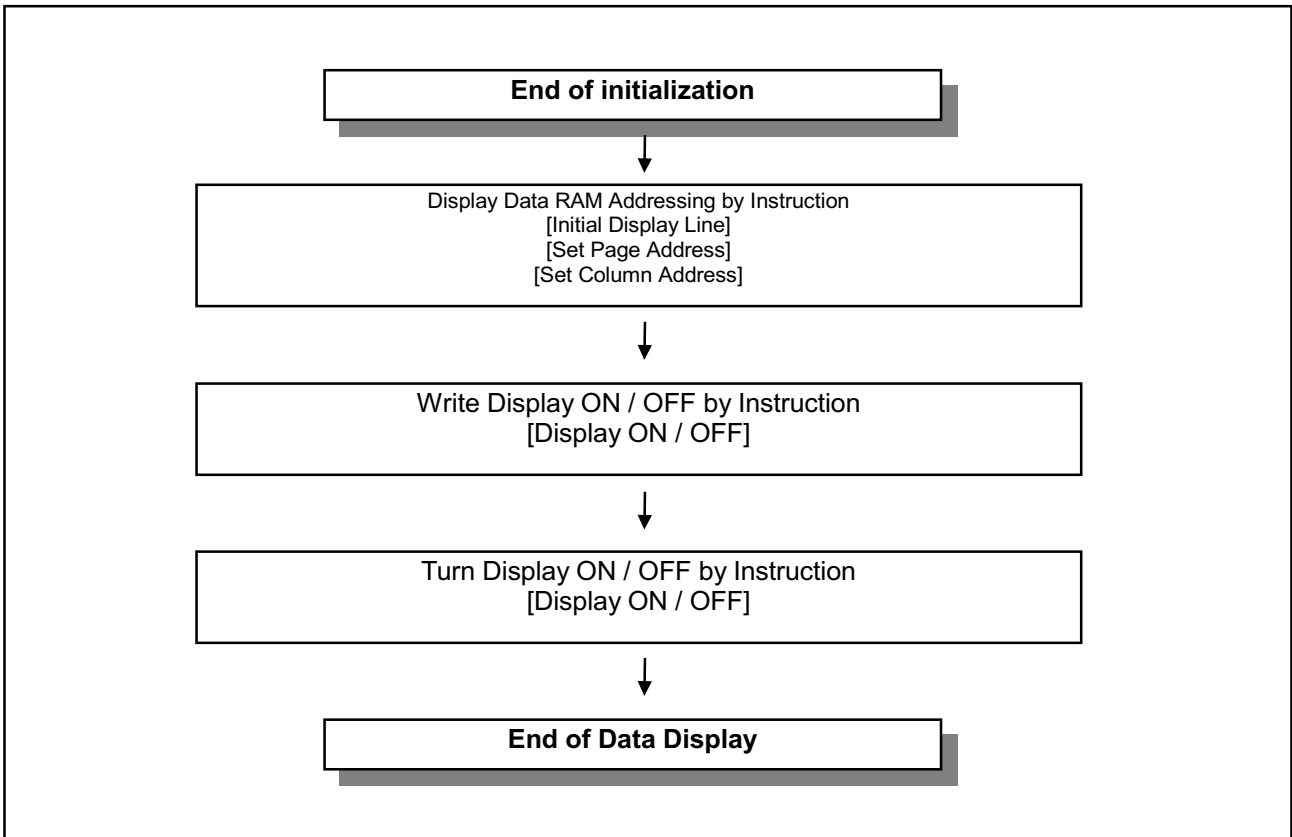 End of initialization
Display Data RAM Addressing by Instruction
[Initial Display Line]
[Set Page Address]
[Set Column Address]
Write Display ON / OFF by Instruction
[Display ON / OFF]
Turn Display ON / OFF by Instruction
[Display ON / OFF]
End of Data Display